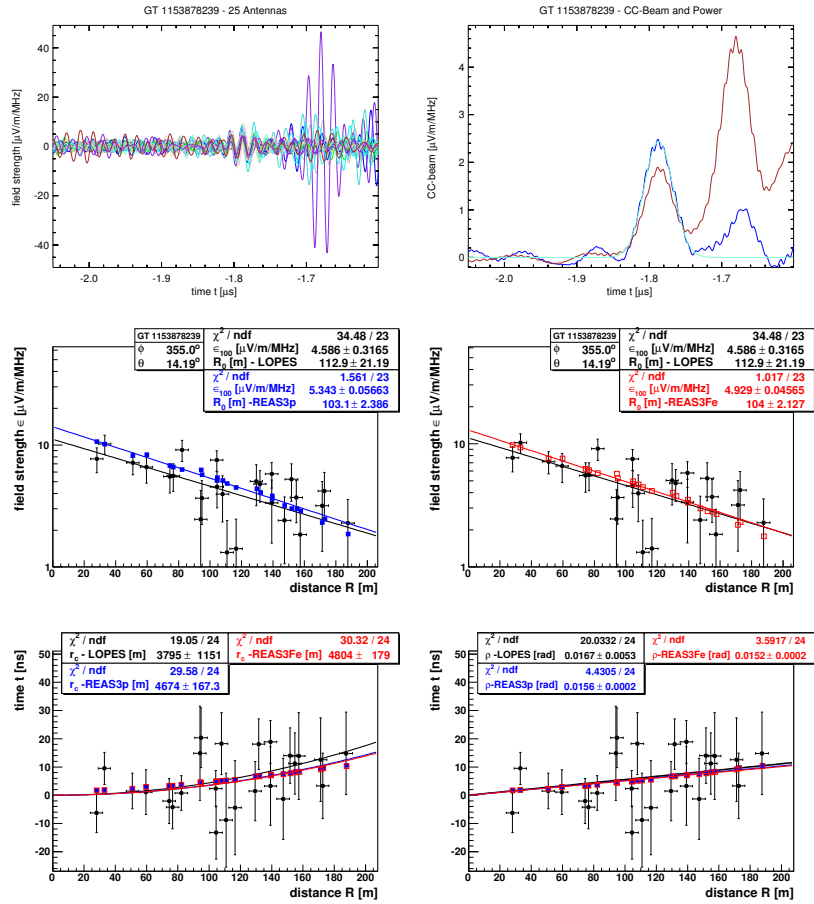 GT 1153878239 - 25 Antennas
field strength [μV/m/MHz]
40
20
0
-20
-40
-2.0
-1.9
-1.8
-1.7
time t [μs]
GT 1153878239 - CC-Beam and Power
CC-beam [μV/m/MHz]
4
2
0
-2.0
-1.9
-1.8
-1.7
time t [μs]
GT 1153878239
ϕ 355.0°
θ 14.19°
χ² / ndf 34.48 / 23
ϵ₁₀₀ [μV/m/MHz] 4.586 ± 0.3165
R₀ [m] - LOPES 112.9 ± 21.19
χ² / ndf 1.561 / 23
ϵ₁₀₀ [μV/m/MHz] 5.343 ± 0.05663
R₀ [m] -REAS3p 103.1 ± 2.386
field strength ϵ [μV/m/MHz]
10
1
0 20 40 60 80 100 120 140 160 180 200
distance R [m]
GT 1153878239
ϕ 355.0°
θ 14.19°
χ² / ndf 34.48 / 23
ϵ₁₀₀ [μV/m/MHz] 4.586 ± 0.3165
R₀ [m] - LOPES 112.9 ± 21.19
χ² / ndf 1.017 / 23
ϵ₁₀₀ [μV/m/MHz] 4.929 ± 0.04565
R₀ [m] -REAS3Fe 104 ± 2.127
field strength ϵ [μV/m/MHz]
10
1
0 20 40 60 80 100 120 140 160 180 200
distance R [m]
χ² / ndf 19.05 / 24
r_c - LOPES [m] 3795 ± 1151
χ² / ndf 30.32 / 24
r_c -REAS3Fe [m] 4804 ± 179
χ² / ndf 29.58 / 24
r_c -REAS3p [m] 4674 ± 167.3
time t [ns]
50
40
30
20
10
0
-10
-20
0 20 40 60 80 100 120 140 160 180 200
distance R [m]
χ² / ndf 20.0332 / 24
ρ -LOPES [rad] 0.0167 ± 0.0053
χ² / ndf 3.5917 / 24
ρ-REAS3Fe [rad] 0.0152 ± 0.0002
χ² / ndf 4.4305 / 24
ρ-REAS3p [rad] 0.0156 ± 0.0002
time t [ns]
50
40
30
20
10
0
-10
-20
0 20 40 60 80 100 120 140 160 180 200
distance R [m]